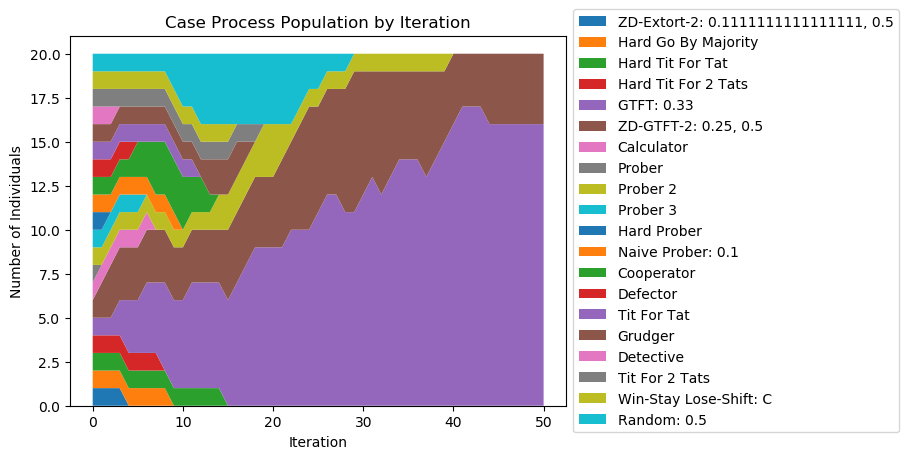 Case Process Population by Iteration
20.0
17.5
15.0
12.5
10.0
7.5
5.0
2.5
0.0
Number of Individuals
0 10 20 30 40 50
Iteration
ZD-Extort-2: 0.1111111111111111, 0.5
Hard Go By Majority
Hard Tit For Tat
Hard Tit For 2 Tats
GTFT: 0.33
ZD-GTFT-2: 0.25, 0.5
Calculator
Prober
Prober 2
Prober 3
Hard Prober
Naive Prober: 0.1
Cooperator
Defector
Tit For Tat
Grudger
Detective
Tit For 2 Tats
Win-Stay Lose-Shift: C
Random: 0.5